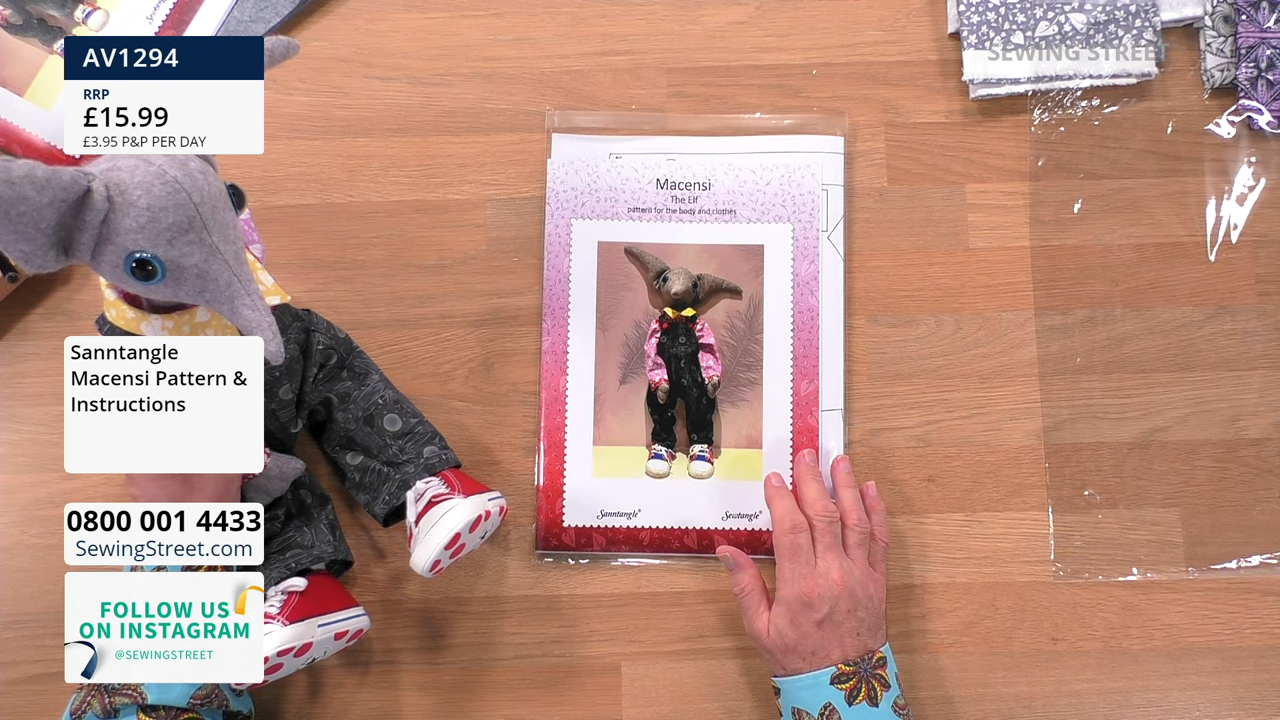 AV1294
RRP
£15.99
£3.95 P&P PER DAY
Sanntangle
Macensi Pattern &
Instructions
0800 001 4433
SewingStreet.com
FOLLOW US
ON INSTAGRAM
@SEWINGSTREET
SEWING STREET
Macensi
The Elf
pattern for the body and clothes
Sanntangle®
Sewtangle®